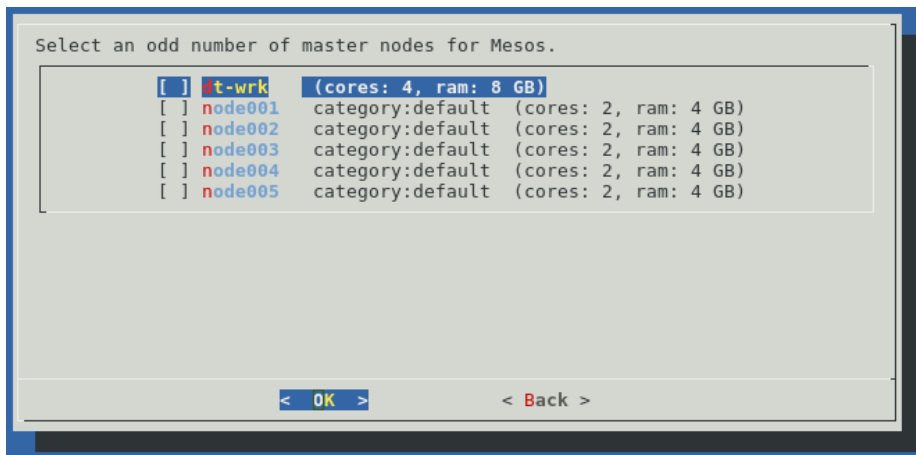 Select an odd number of master nodes for Mesos.
[ ] dt-wrk (cores: 4, ram: 8 GB)
[ ] node001 category:default (cores: 2, ram: 4 GB)
[ ] node002 category:default (cores: 2, ram: 4 GB)
[ ] node003 category:default (cores: 2, ram: 4 GB)
[ ] node004 category:default (cores: 2, ram: 4 GB)
[ ] node005 category:default (cores: 2, ram: 4 GB)
< OK > < Back >